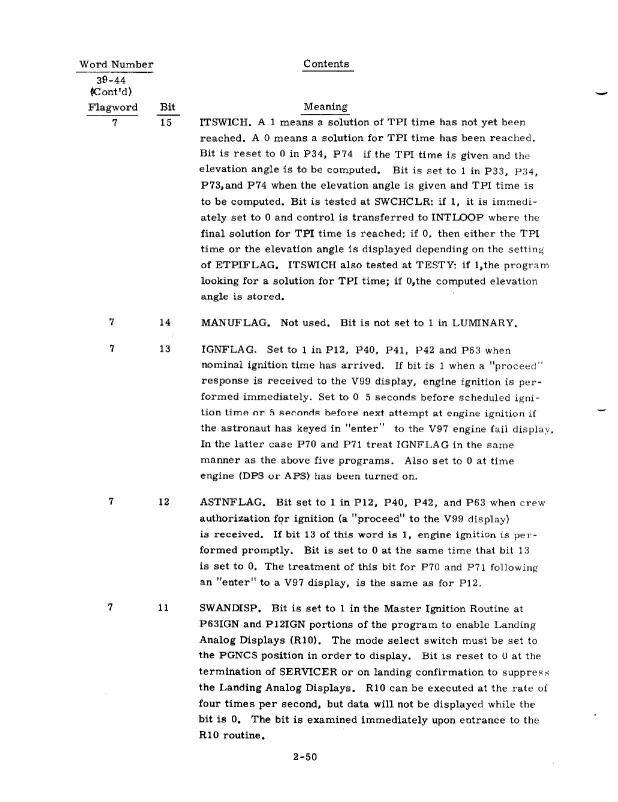 Word Number Contents
39-44
(Cont'd)
Flagword Bit Meaning
7 15 ITSWICH. A 1 means a solution of TPI time has not yet been
reached. A 0 means a solution for TPI time has been reached.
Bit is reset to 0 in P34, P74 if the TPI time is given and the
elevation angle is to be computed. Bit is set to 1 in P33, P34,
P73,and P74 when the elevation angle is given and TPI time is
to be computed. Bit is tested at SWCHCLR: if 1, it is immedi-
ately set to 0 and control is transferred to INTLOOP where the
final solution for TPI time is reached; if 0, then either the TPI
time or the elevation angle is displayed depending on the setting
of ETPIFLAG. ITSWICH also tested at TESTY: if 1,the program
looking for a solution for TPI time; if 0,the computed elevation
angle is stored.
7 14 MANUFLAG. Not used. Bit is not set to 1 in LUMINARY.
7 13 IGNFLAG. Set to 1 in P12, P40, P41, P42 and P63 when
nominal ignition time has arrived. If bit is 1 when a "proceed"
response is received to the V99 display, engine ignition is per-
formed immediately. Set to 0 5 seconds before scheduled igni-
tion time or 5 seconds before next attempt at engine ignition if
the astronaut has keyed in "enter" to the V97 engine fail display.
In the latter case P70 and P71 treat IGNFLAG in the same
manner as the above five programs. Also set to 0 at time
engine (DPS or APS) has been turned on.
7 12 ASTNFLAG. Bit set to 1 in P12, P40, P42, and P63 when crew
authorization for ignition (a "proceed" to the V99 display)
is received. If bit 13 of this word is 1, engine ignition is per-
formed promptly. Bit is set to 0 at the same time that bit 13
is set to 0. The treatment of this bit for P70 and P71 following
an "enter" to a V97 display, is the same as for P12.
7 11 SWANDISP. Bit is set to 1 in the Master Ignition Routine at
P63IGN and P12IGN portions of the program to enable Landing
Analog Displays (R10). The mode select switch must be set to
the PGNCS position in order to display. Bit is reset to 0 at the
termination of SERVICER or on landing confirmation to suppress
the Landing Analog Displays. R10 can be executed at the rate of
four times per second, but data will not be displayed while the
bit is 0. The bit is examined immediately upon entrance to the
R10 routine.
2-50